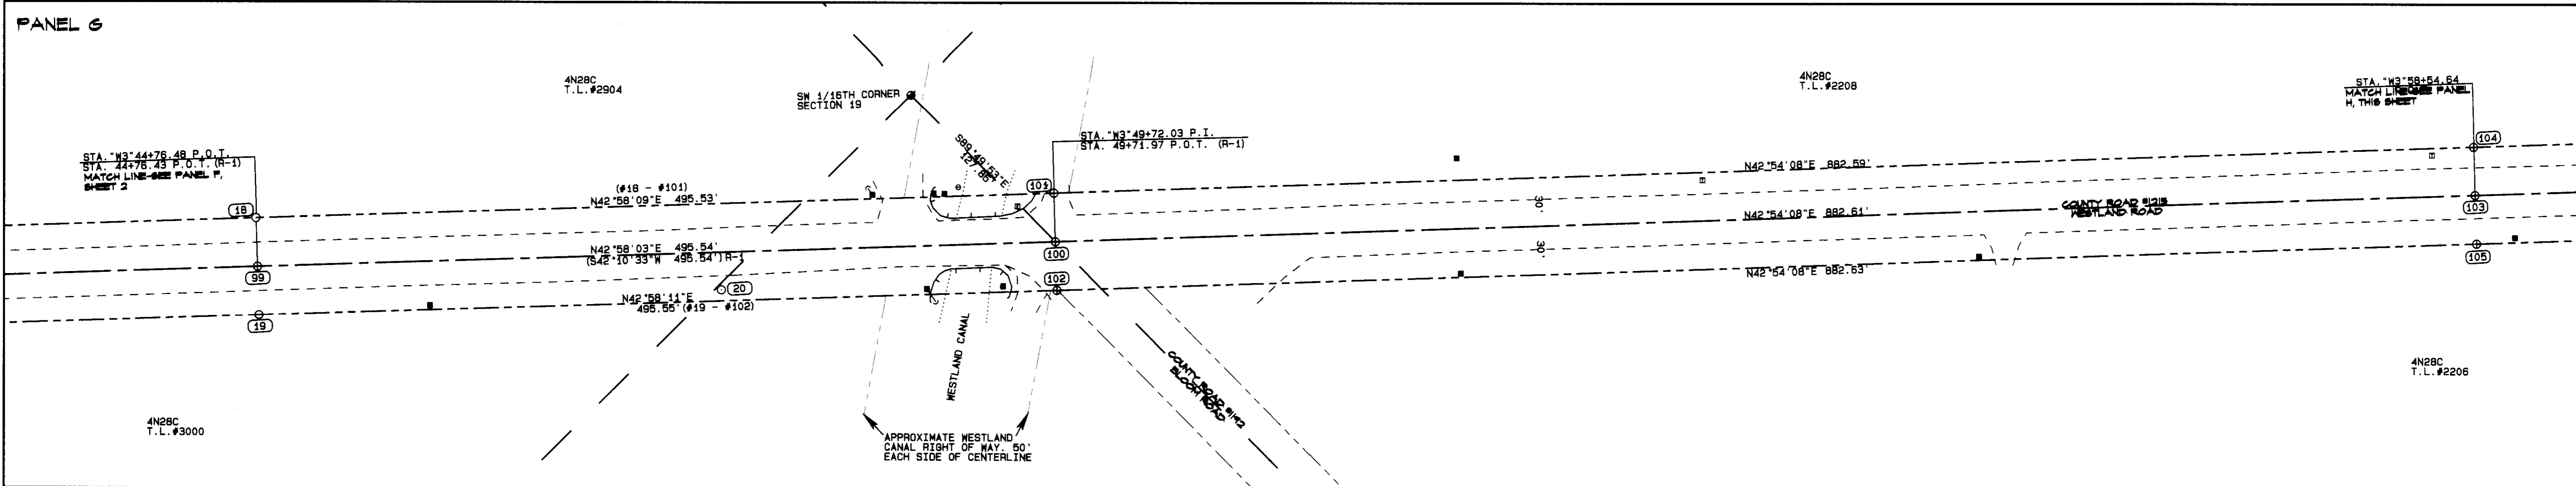 PANEL G
4N28C
T.L.#2904
SW 1/16TH CORNER
SECTION 19
4N28C
T.L.#2208
STA. "W3"58+54.64
MATCH LINE-SEE PANEL
H, THIS SHEET
STA. "W3"44+76.48 P.O.T.
STA. 44+76.43 P.O.T. (R-1)
MATCH LINE-SEE PANEL F,
SHEET 2
S89°49'53"E
STA. "W3"49+72.03 P.I.
STA. 49+71.97 P.O.T. (R-1)
104
N42°54'08"E 882.59'
(#18 - #101)
N42°58'09"E 495.53'
101
18
30'
N42°54'08"E 882.61'
COUNTY ROAD #1215
WESTLAND ROAD
103
N42°58'03"E 495.54'
(S42°10'33"W 495.54')R-1
100
30'
99
N42°54'08"E 882.63'
105
20
102
N42°58'11"E
495.55'(#19 - #102)
19
WESTLAND CANAL
COUNTY ROAD #1142
BLOOM ROAD
4N28C
T.L.#2206
4N28C
T.L.#3000
APPROXIMATE WESTLAND
CANAL RIGHT OF WAY. 50'
EACH SIDE OF CENTERLINE